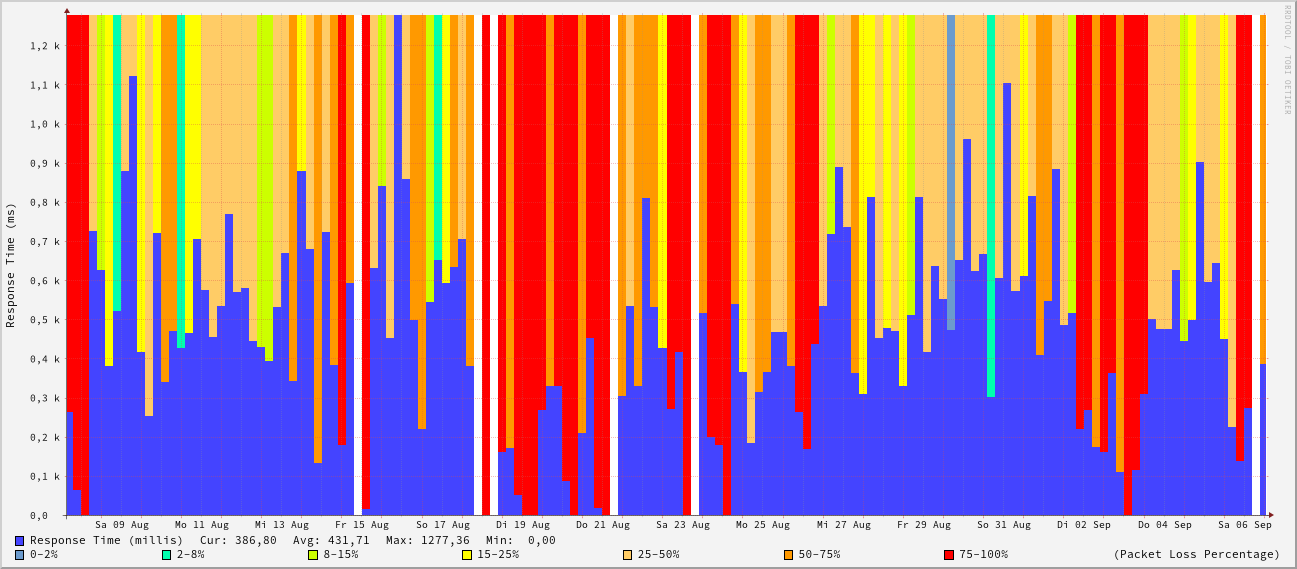 RRDTOOL / TOBI OETIKER
Response Time (ms)
1,2 k
1,1 k
1,0 k
0,9 k
0,8 k
0,7 k
0,6 k
0,5 k
0,4 k
0,3 k
0,2 k
0,1 k
0,0
Sa 09 Aug Mo 11 Aug Mi 13 Aug Fr 15 Aug So 17 Aug Di 19 Aug Do 21 Aug Sa 23 Aug Mo 25 Aug Mi 27 Aug Fr 29 Aug So 31 Aug Di 02 Sep Do 04 Sep Sa 06 Sep
Response Time (millis) Cur: 386,80 Avg: 431,71 Max: 1277,36 Min: 0,00
0-2% 2-8% 8-15% 15-25% 25-50% 50-75% 75-100% (Packet Loss Percentage)